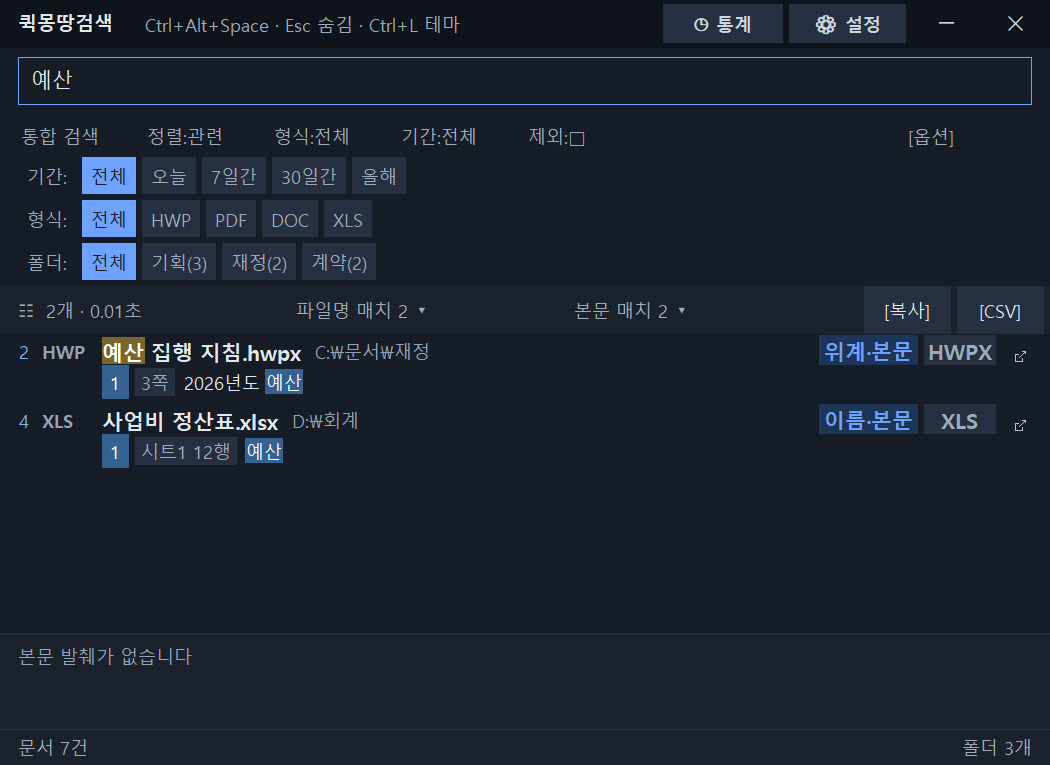 퀵몽땅검색 Ctrl+Alt+Space · Esc 숨김 · Ctrl+L 테마 통계 설정
예산
통합 검색 정렬:관련 형식:전체 기간:전체 제외:□ [옵션]
기간: 전체 오늘 7일간 30일간 올해
형식: 전체 HWP PDF DOC XLS
폴더: 전체 기획(3) 재정(2) 계약(2)
2개 · 0.01초 파일명 매치 2 ▾ 본문 매치 2 ▾ [복사] [CSV]
2 HWP 예산 집행 지침.hwpx C:₩문서₩재정 위계·본문 HWPX
1 3쪽 2026년도 예산
4 XLS 사업비 정산표.xlsx D:₩회계 이름·본문 XLS
1 시트1 12행 예산
본문 발췌가 없습니다
문서 7건 폴더 3개